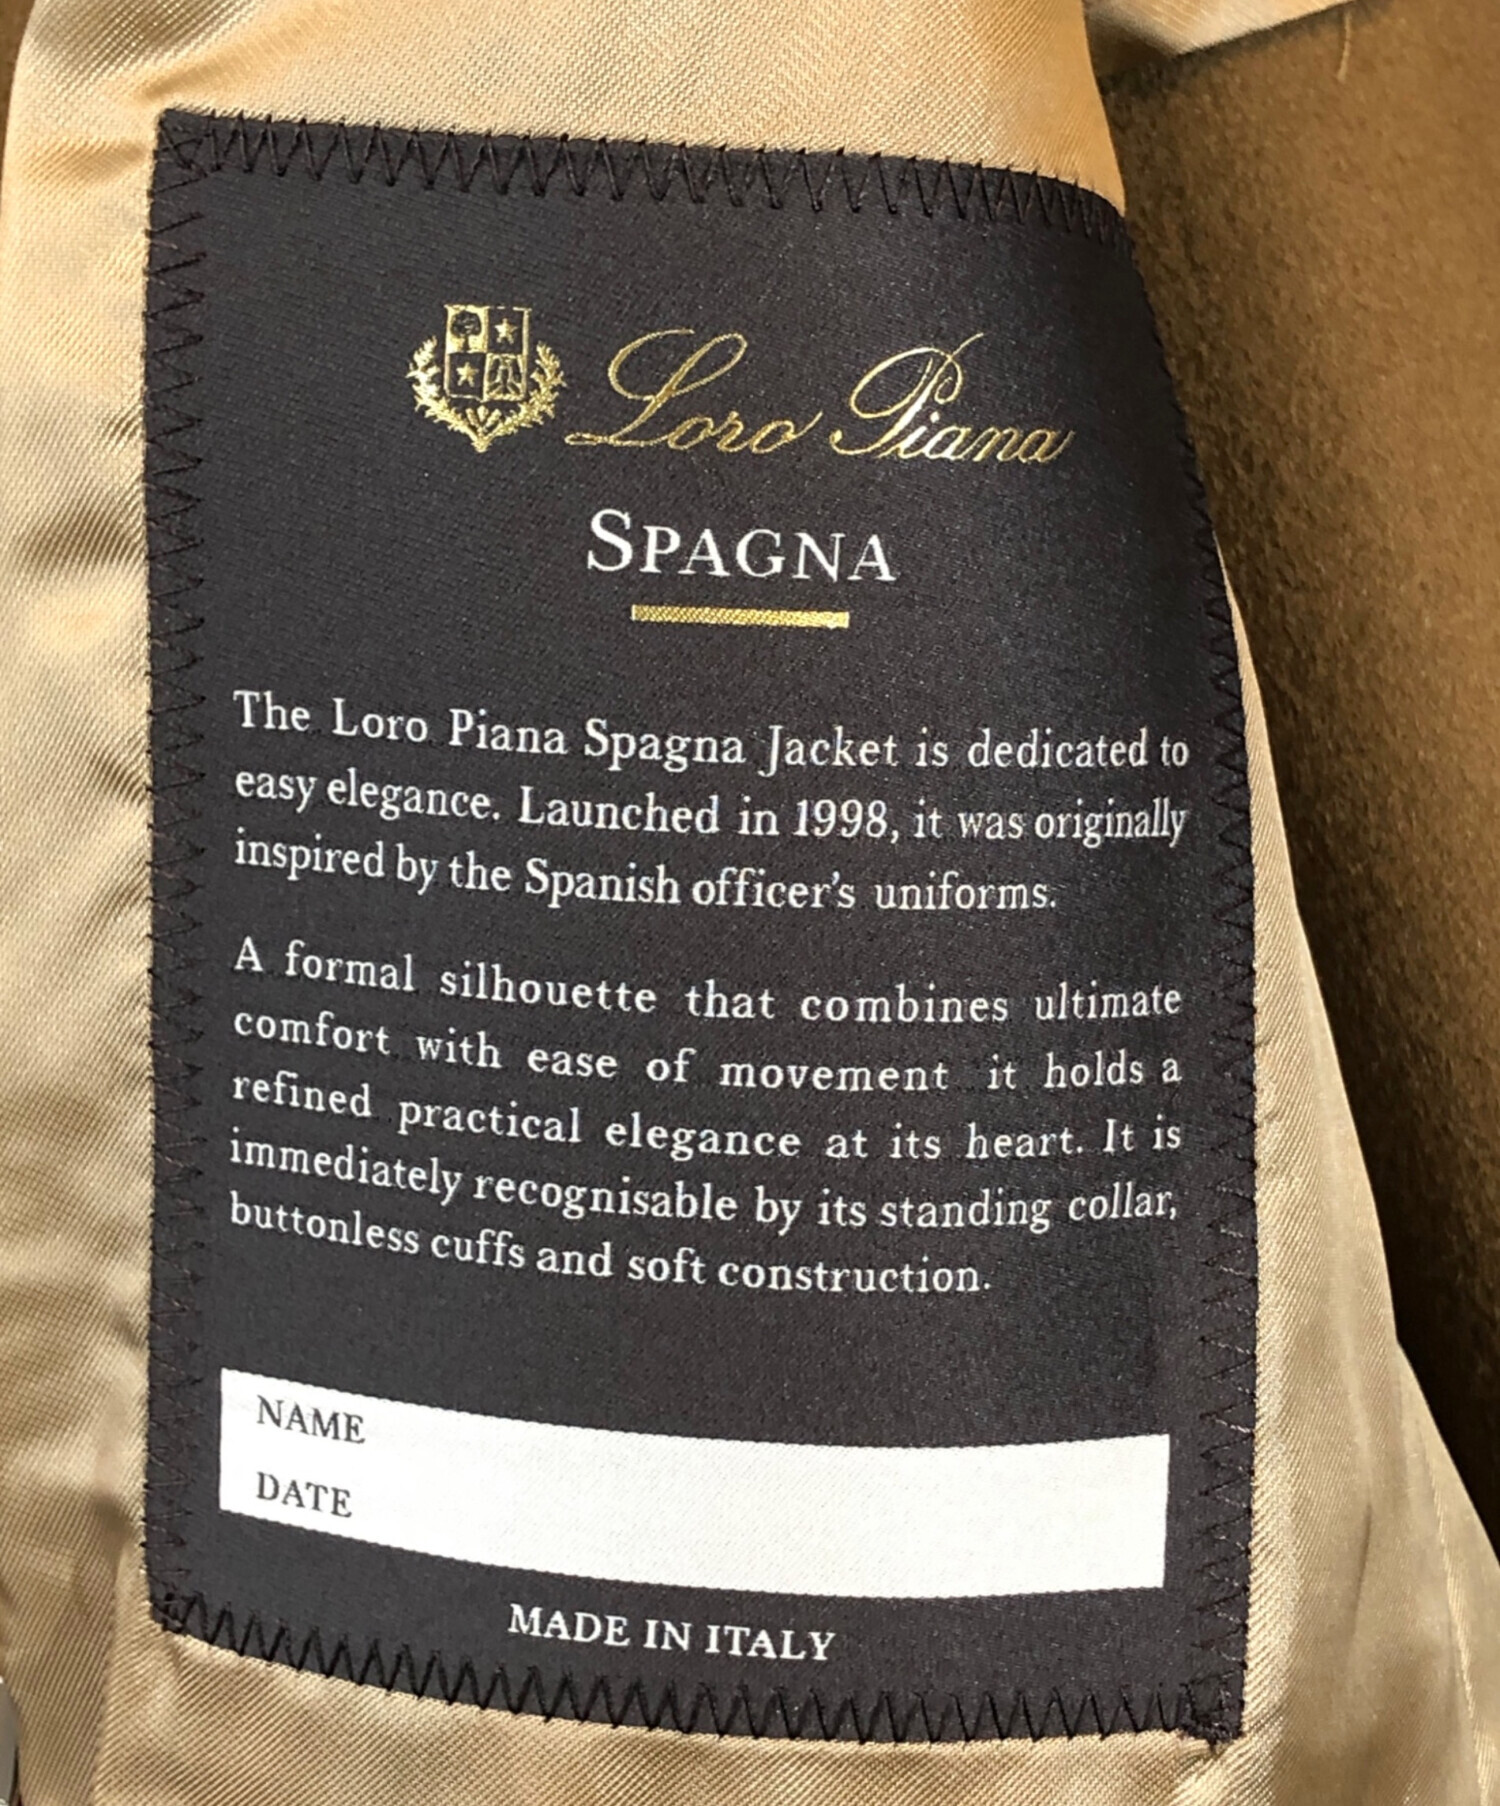 Loro Piana
SPAGNA
The Loro Piana Spagna Jacket is dedicated to
easy elegance. Launched in 1998, it was originally
inspired by the Spanish officer's uniforms.
A formal silhouette that combines ultimate
comfort with ease of movement it holds a
refined practical elegance at its heart. It is
immediately recognisable by its standing collar,
buttonless cuffs and soft construction.
NAME
DATE
MADE IN ITALY